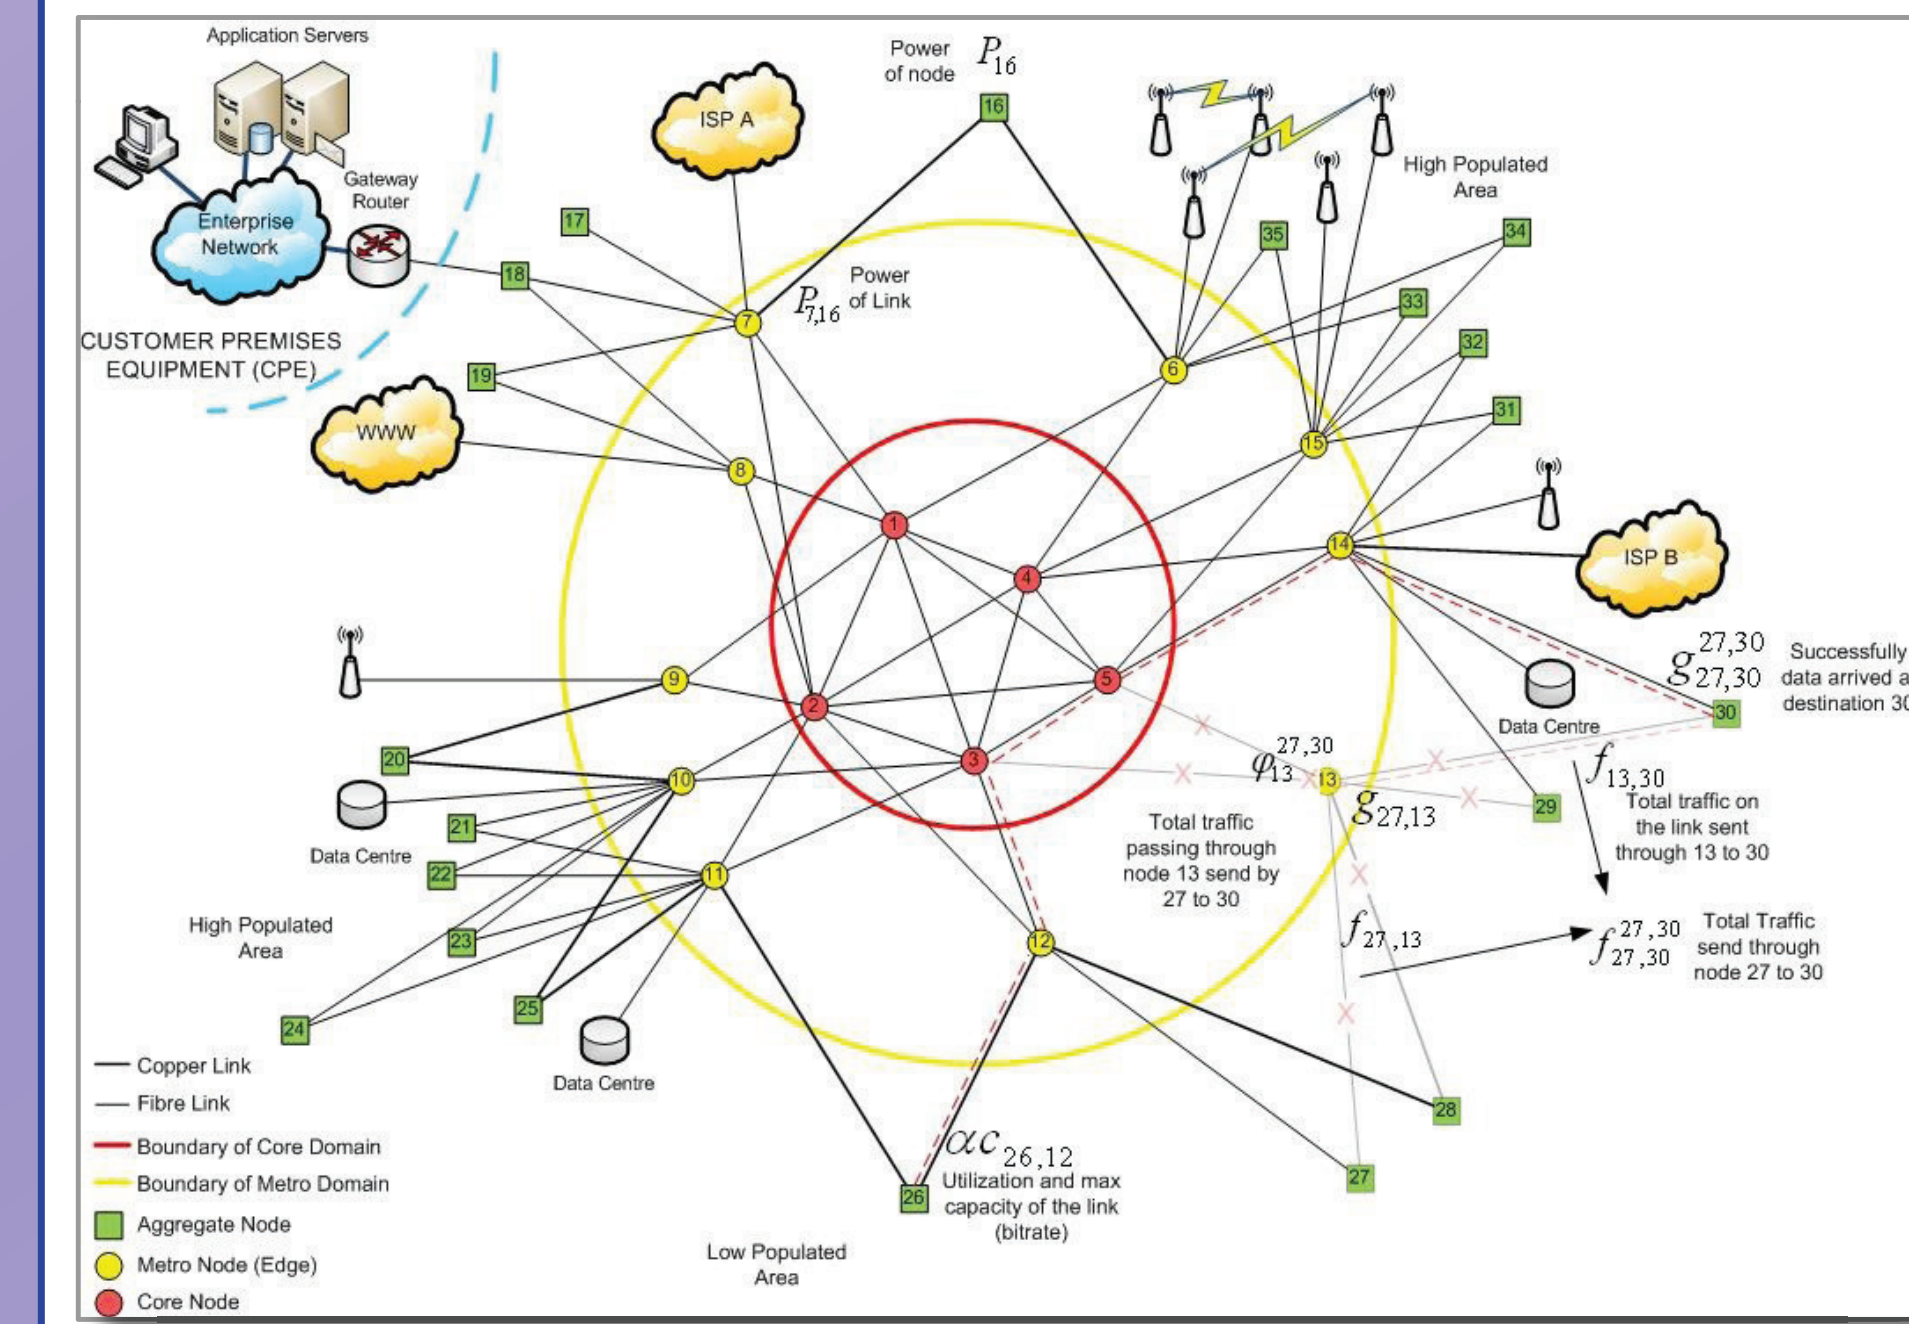 Application Servers
Power
of node
P16
ISP A
16
High Populated
Area
Gateway
Router
Enterprise
Network
17
18
35
34
Power
of Link
P7,16
33
7
CUSTOMER PREMISES
EQUIPMENT (CPE)
32
19
6
31
WWW
15
8
1
14
ISP B
4
9
5
2
g27,30 27,30
Successfully
data arrived a
destination 30
30
Data Centre
20
10
3
φ13 27,30
13
g27,13
f13,30
29
Total traffic on
the link sent
through 13 to 30
Total traffic
passing through
node 13 send by
27 to 30
21
Data Centre
22
11
High Populated
Area
23
12
f27,13
f27,30 27,30
Total Traffic
send through
node 27 to 30
25
24
Data Centre
28
27
αc26,12
26
Utilization and max
capacity of the link
(bitrate)
Low Populated
Area
Copper Link
Fibre Link
Boundary of Core Domain
Boundary of Metro Domain
Aggregate Node
Metro Node (Edge)
Core Node